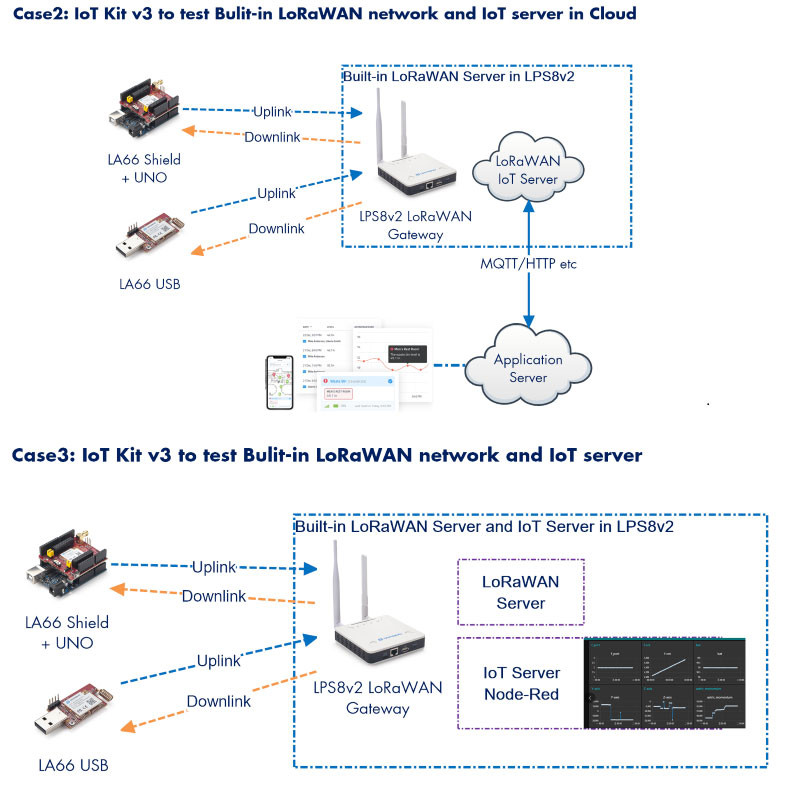 Case2: IoT Kit v3 to test Bulit-in LoRaWAN network and IoT server in Cloud
Built-in LoRaWAN Server in LPS8v2
Uplink
Downlink
LA66 Shield
+ UNO
LoRaWAN
IoT Server
Uplink
LPS8v2 LoRaWAN
Gateway
Downlink
LA66 USB
MQTT/HTTP etc
Application
Server
Case3: IoT Kit v3 to test Bulit-in LoRaWAN network and IoT server
Built-in LoRaWAN Server and IoT Server in LPS8v2
Uplink
Downlink
LA66 Shield
+ UNO
LoRaWAN
Server
Uplink
IoT Server
Node-Red
LPS8v2 LoRaWAN
Gateway
Downlink
LA66 USB